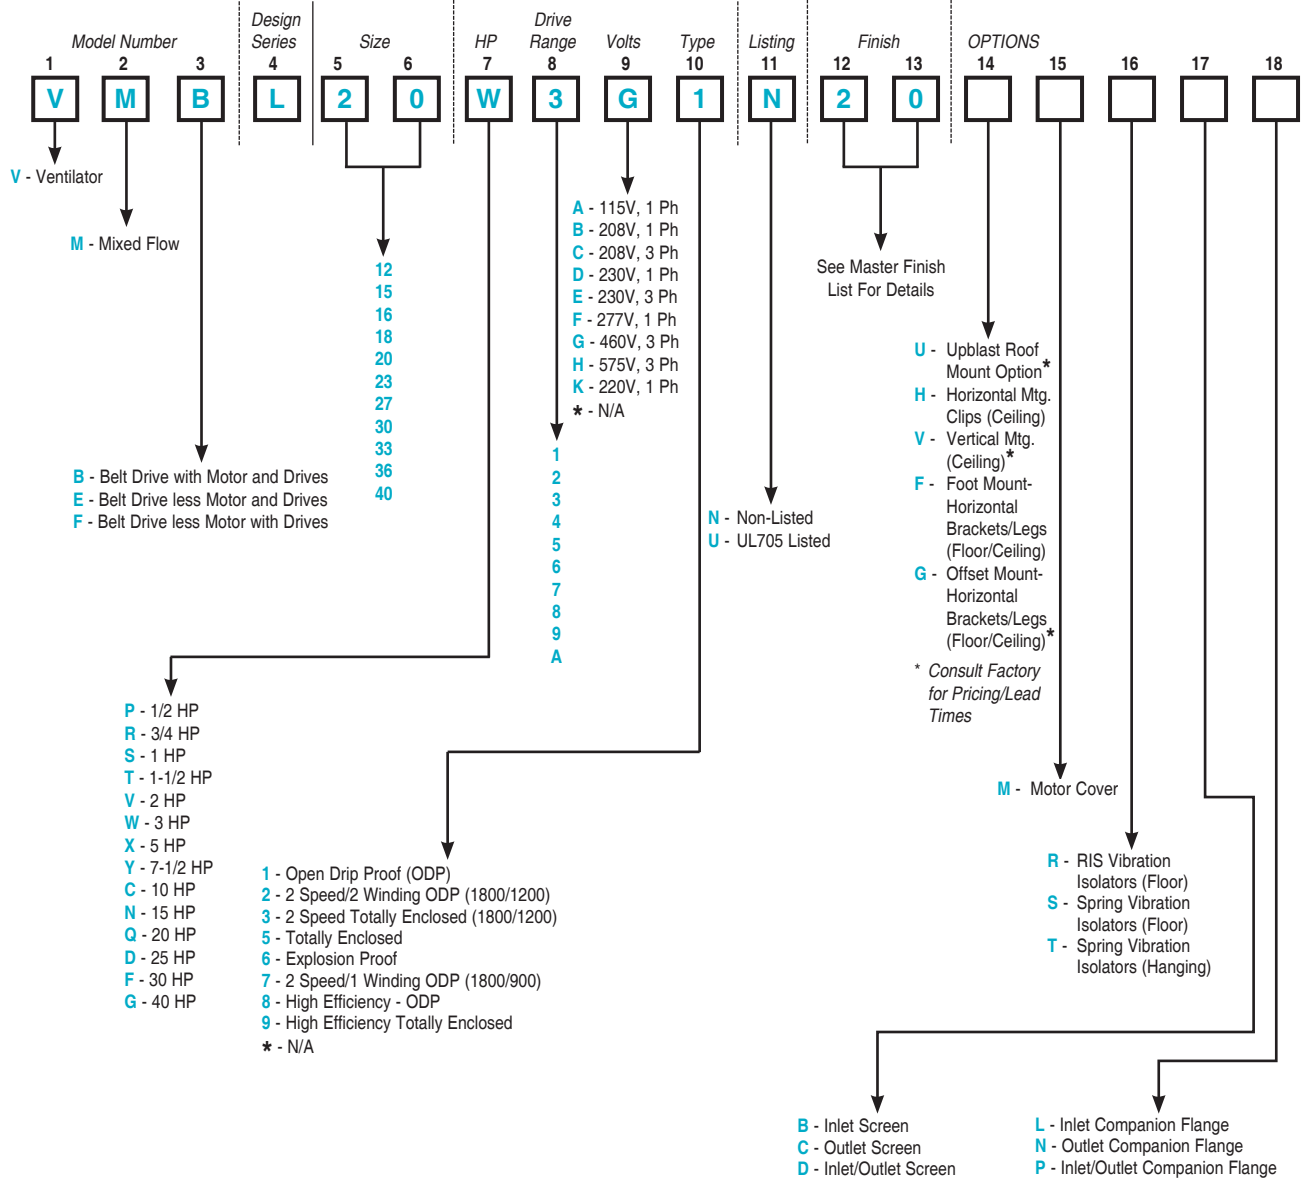 Model Number
Design
Series
Size
HP
Drive
Range
Volts
Type
Listing
Finish
OPTIONS
1 2 3 4 5 6 7 8 9 10 11 12 13 14 15 16 17 18
V M B L 2 0 W 3 G 1 N 2 0
V - Ventilator
M - Mixed Flow
B - Belt Drive with Motor and Drives
E - Belt Drive less Motor and Drives
F - Belt Drive less Motor with Drives
12
15
16
18
20
23
27
30
33
36
40
P - 1/2 HP
R - 3/4 HP
S - 1 HP
T - 1-1/2 HP
V - 2 HP
W - 3 HP
X - 5 HP
Y - 7-1/2 HP
C - 10 HP
N - 15 HP
Q - 20 HP
D - 25 HP
F - 30 HP
G - 40 HP
1
2
3
4
5
6
7
8
9
A
A - 115V, 1 Ph
B - 208V, 1 Ph
C - 208V, 3 Ph
D - 230V, 1 Ph
E - 230V, 3 Ph
F - 277V, 1 Ph
G - 460V, 3 Ph
H - 575V, 3 Ph
K - 220V, 1 Ph
* - N/A
1 - Open Drip Proof (ODP)
2 - 2 Speed/2 Winding ODP (1800/1200)
3 - 2 Speed Totally Enclosed (1800/1200)
5 - Totally Enclosed
6 - Explosion Proof
7 - 2 Speed/1 Winding ODP (1800/900)
8 - High Efficiency - ODP
9 - High Efficiency Totally Enclosed
* - N/A
N - Non-Listed
U - UL705 Listed
See Master Finish
List For Details
U - Upblast Roof
Mount Option*
H - Horizontal Mtg.
Clips (Ceiling)
V - Vertical Mtg.
(Ceiling)*
F - Foot Mount-
Horizontal
Brackets/Legs
(Floor/Ceiling)
G - Offset Mount-
Horizontal
Brackets/Legs
(Floor/Ceiling)*
* Consult Factory
for Pricing/Lead
Times
M - Motor Cover
R - RIS Vibration
Isolators (Floor)
S - Spring Vibration
Isolators (Floor)
T - Spring Vibration
Isolators (Hanging)
B - Inlet Screen
C - Outlet Screen
D - Inlet/Outlet Screen
L - Inlet Companion Flange
N - Outlet Companion Flange
P - Inlet/Outlet Companion Flange